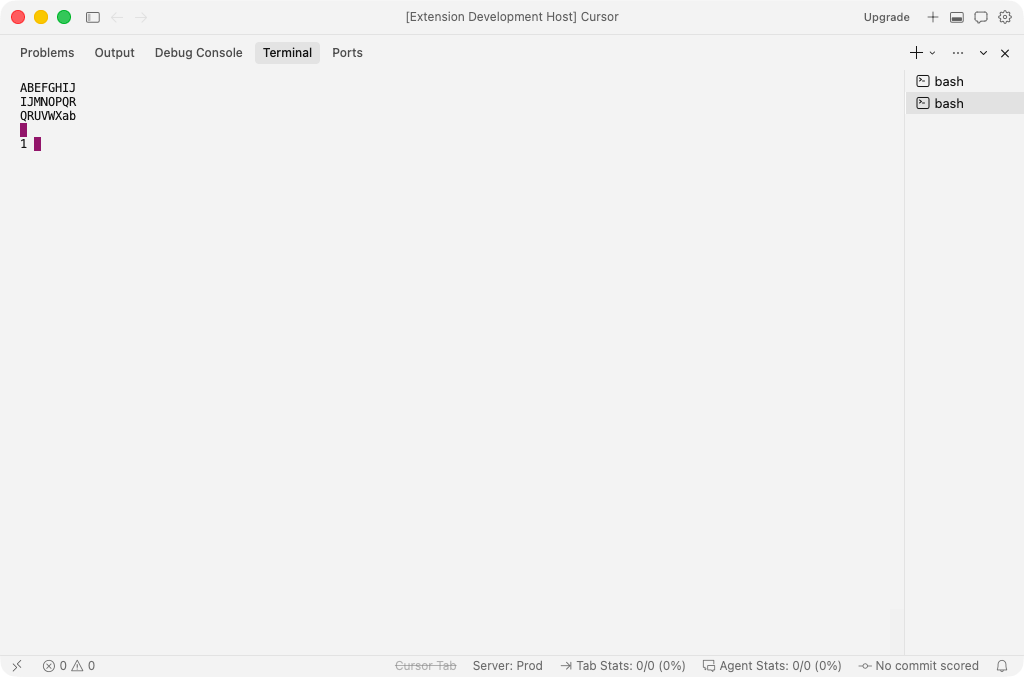 [Extension Development Host] Cursor
Upgrade
Problems Output Debug Console Terminal Ports
ABEFGHIJ
IJMNOPQR
QRUVWXab
1
bash
bash
0 0 Cursor Tab Server: Prod Tab Stats: 0/0 (0%) Agent Stats: 0/0 (0%) No commit scored